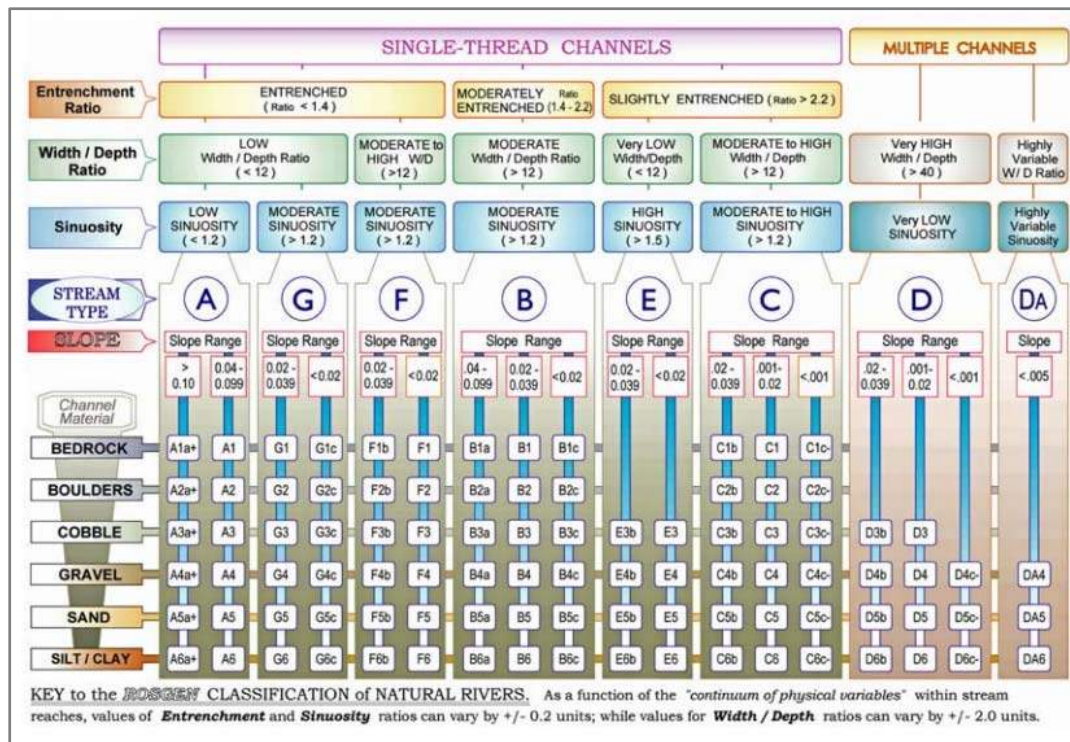 SINGLE-THREAD CHANNELS MULTIPLE CHANNELS
Entrenchment Ratio
ENTRENCHED ( Ratio < 1.4 )
MODERATELY ENTRENCHED Ratio (1.4 - 2.2)
SLIGHTLY ENTRENCHED ( Ratio > 2.2 )
Width / Depth Ratio
LOW Width / Depth Ratio ( < 12 )
MODERATE to HIGH W/D (>12 )
MODERATE Width / Depth Ratio ( > 12 )
Very LOW Width/Depth ( < 12 )
MODERATE to HIGH Width / Depth ( > 12 )
Very HIGH Width / Depth ( > 40 )
Highly Variable W/ D Ratio
Sinuosity
LOW SINUOSITY ( < 1.2 )
MODERATE SINUOSITY ( > 1.2 )
MODERATE SINUOSITY ( > 1.2 )
MODERATE SINUOSITY ( > 1.2 )
HIGH SINUOSITY ( > 1.5 )
MODERATE to HIGH SINUOSITY ( > 1.2 )
Very LOW SINUOSITY
Highly Variable Sinuosity
STREAM TYPE
A G F B E C D DA
SLOPE
Slope Range Slope Range Slope Range Slope Range Slope Range Slope Range Slope Range Slope
> 0.10 0.04 - 0.099 0.02 - 0.039 <0.02 0.02 - 0.039 <0.02 .04 - 0.099 0.02 - 0.039 <0.02 0.02 - 0.039 <0.02 .02 - 0.039 .001- 0.02 <.001 .02 - 0.039 .001- 0.02 <.001 <.005
Channel Material
BEDROCK A1a+ A1 G1 G1c F1b F1 B1a B1 B1c C1b C1 C1c-
BOULDERS A2a+ A2 G2 G2c F2b F2 B2a B2 B2c C2b C2 C2c-
COBBLE A3a+ A3 G3 G3c F3b F3 B3a B3 B3c E3b E3 C3b C3 C3c- D3b D3
GRAVEL A4a+ A4 G4 G4c F4b F4 B4a B4 B4c E4b E4 C4b C4 C4c- D4b D4 D4c- DA4
SAND A5a+ A5 G5 G5c F5b F5 B5a B5 B5c E5b E5 C5b C5 C5c- D5b D5 D5c- DA5
SILT / CLAY A6a+ A6 G6 G6c F6b F6 B6a B6 B6c E6b E6 C6b C6 C6c- D6b D6 D6c- DA6
KEY to the ROSGEN CLASSIFICATION of NATURAL RIVERS. As a function of the "continuum of physical variables" within stream
reaches, values of Entrenchment and Sinuosity ratios can vary by +/- 0.2 units; while values for Width / Depth ratios can vary by +/- 2.0 units.